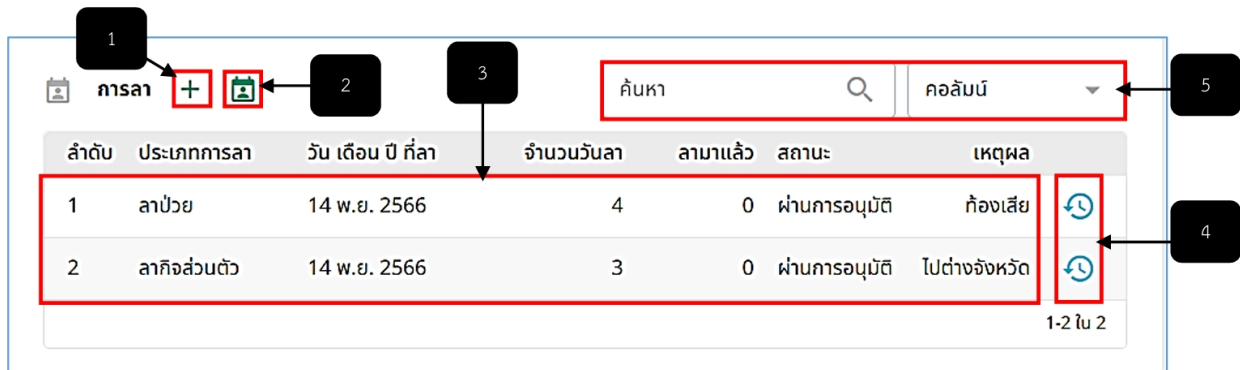 1
2
3
การลา
ค้นหา
คอลัมน์
5
ลำดับ ประเภทการลา วัน เดือน ปี ที่ลา จำนวนวันลา ลามาแล้ว สถานะ เหตุผล
1 ลาป่วย 14 พ.ย. 2566 4 0 ผ่านการอนุมัติ ท้องเสีย
4
2 ลากิจส่วนตัว 14 พ.ย. 2566 3 0 ผ่านการอนุมัติ ไปต่างจังหวัด
1-2 ใน 2